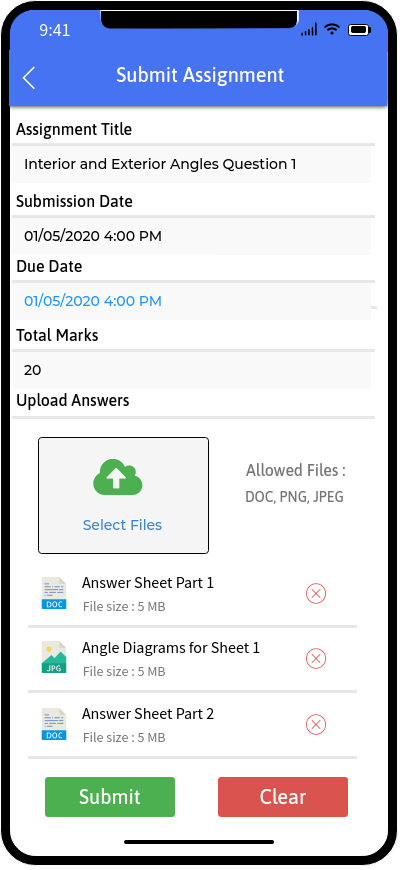 9:41
Submit Assignment
Assignment Title
Interior and Exterior Angles Question 1
Submission Date
01/05/2020 4:00 PM
Due Date
01/05/2020 4:00 PM
Total Marks
20
Upload Answers
Select Files
Allowed Files :
DOC, PNG, JPEG
DOC
Answer Sheet Part 1
File size : 5 MB
JPG
Angle Diagrams for Sheet 1
File size : 5 MB
DOC
Answer Sheet Part 2
File size : 5 MB
Submit
Clear